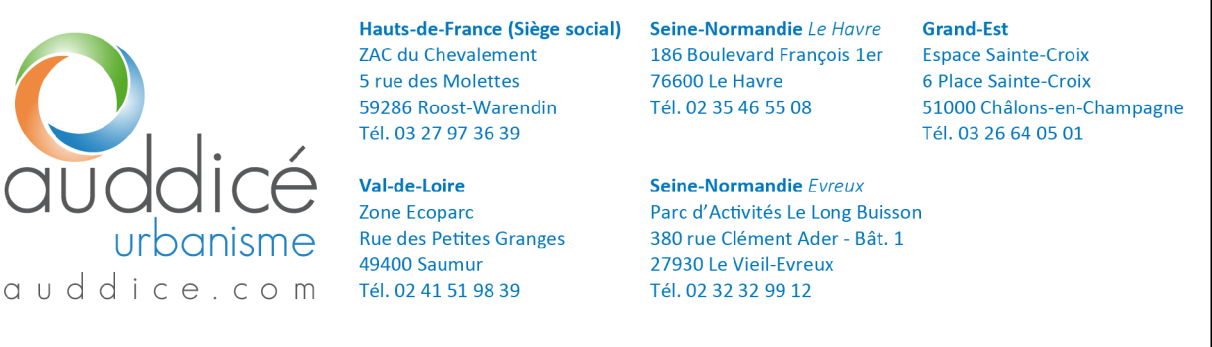 auddicé
urbanisme
auddice.com
Hauts-de-France (Siège social)
ZAC du Chevalement
5 rue des Molettes
59286 Roost-Warendin
Tél. 03 27 97 36 39
Seine-Normandie Le Havre
186 Boulevard François 1er
76600 Le Havre
Tél. 02 35 46 55 08
Grand-Est
Espace Sainte-Croix
6 Place Sainte-Croix
51000 Châlons-en-Champagne
Tél. 03 26 64 05 01
Val-de-Loire
Zone Ecoparc
Rue des Petites Granges
49400 Saumur
Tél. 02 41 51 98 39
Seine-Normandie Evreux
Parc d’Activités Le Long Buisson
380 rue Clément Ader - Bât. 1
27930 Le Vieil-Evreux
Tél. 02 32 32 99 12